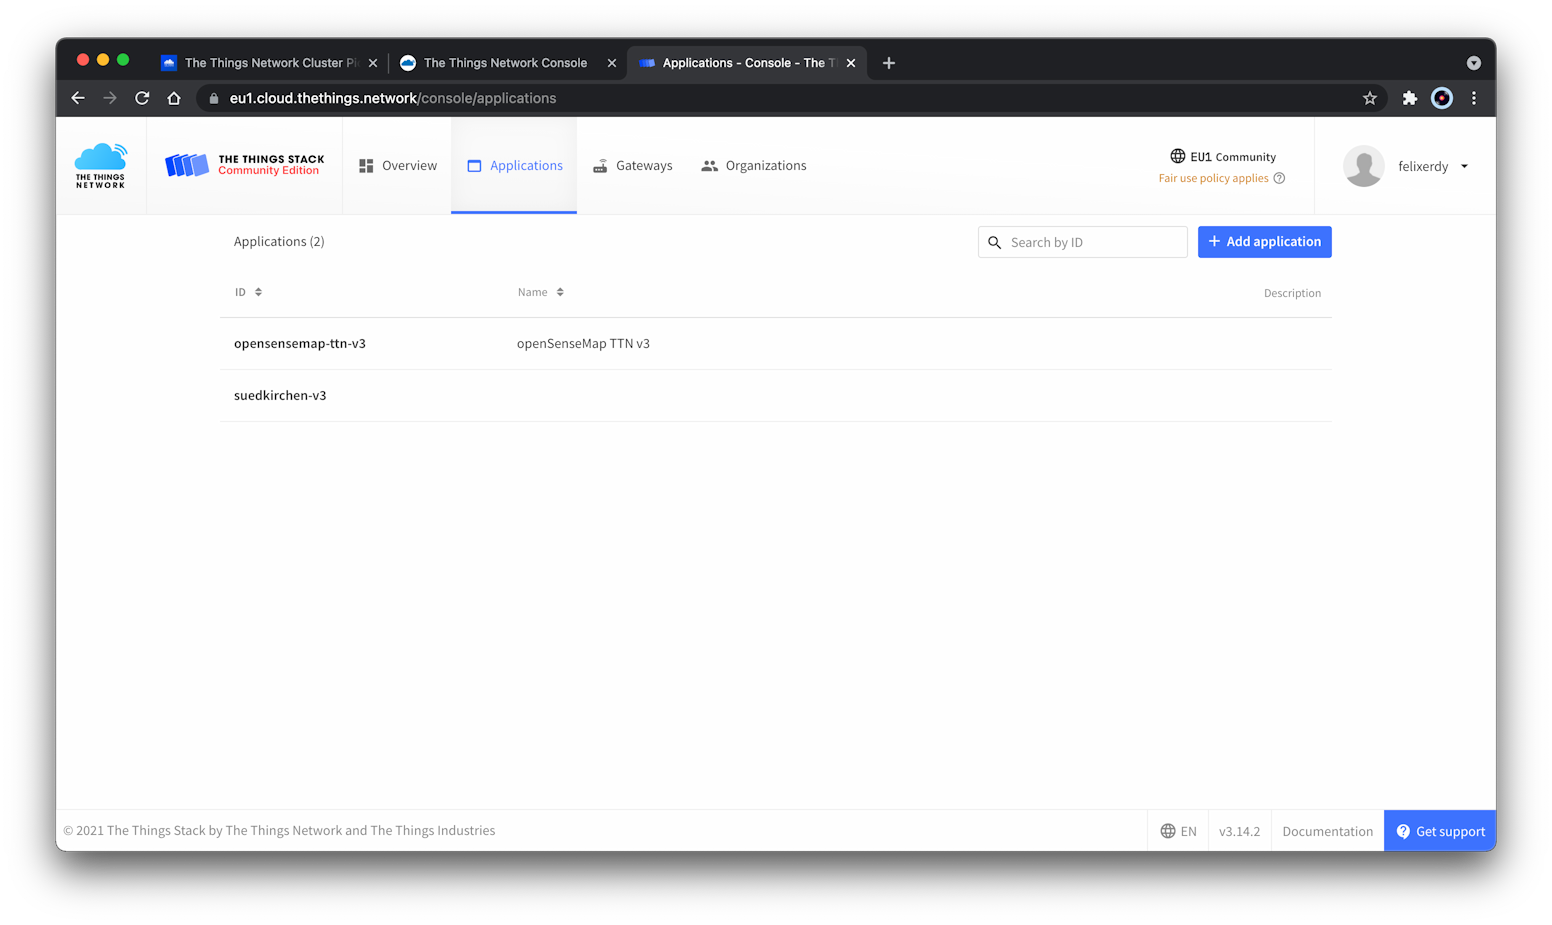 The Things Network Cluster Pi
The Things Network Console
Applications - Console - The T
eu1.cloud.thethings.network/console/applications
THE THINGS
NETWORK
THE THINGS STACK
Community Edition
Overview
Applications
Gateways
Organizations
EU1 Community
Fair use policy applies
felixerdy
Applications (2)
Search by ID
+ Add application
ID
Name
Description
opensensemap-ttn-v3
openSenseMap TTN v3
suedkirchen-v3
© 2021 The Things Stack by The Things Network and The Things Industries
EN
v3.14.2
Documentation
Get support